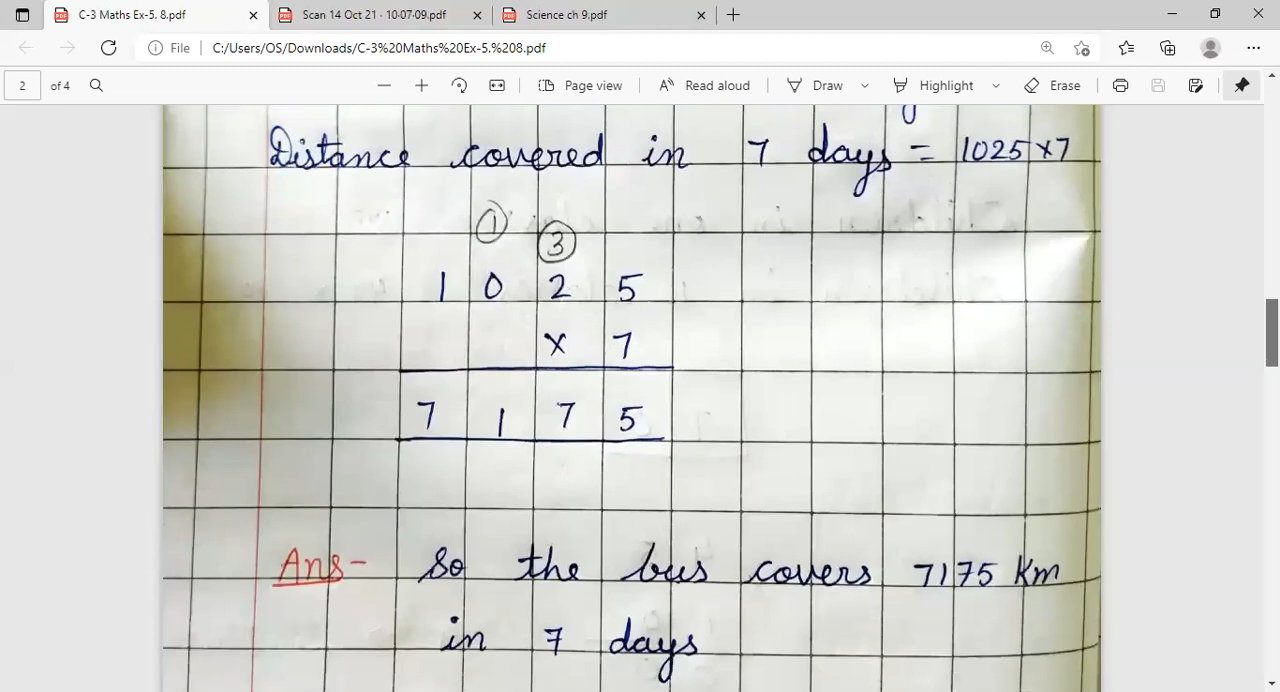 C-3 Maths Ex-5. 8.pdf
Scan 14 Oct 21 - 10-07-09.pdf
Science ch 9.pdf
File
C:/Users/OS/Downloads/C-3%20Maths%20Ex-5.%208.pdf
2 of 4
Page view
Read aloud
Draw
Highlight
Erase
Distance covered in 7 days = 1025 x 7
1 3
1 0 2 5
x 7
7 1 7 5
Ans- So the bus covers 7175 Km
in 7 days